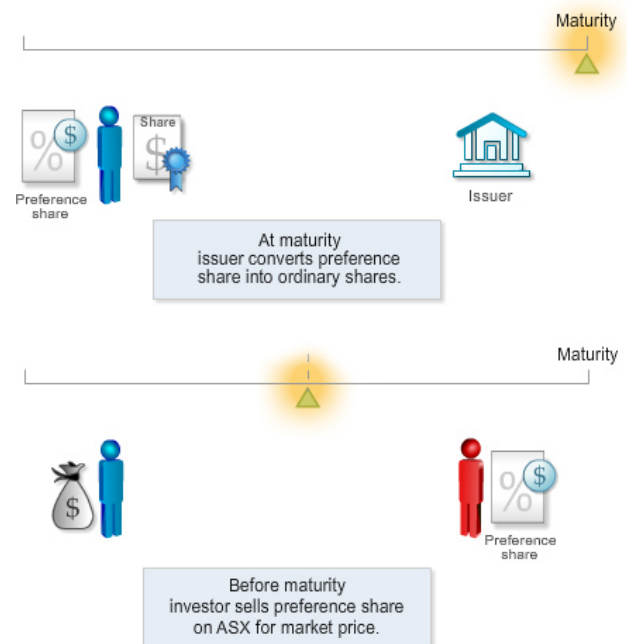 Maturity
%
$
Share
$
Preference
share
Issuer
At maturity
issuer converts preference
share into ordinary shares.
Maturity
$
%
$
Preference
share
Before maturity
investor sells preference share
on ASX for market price.